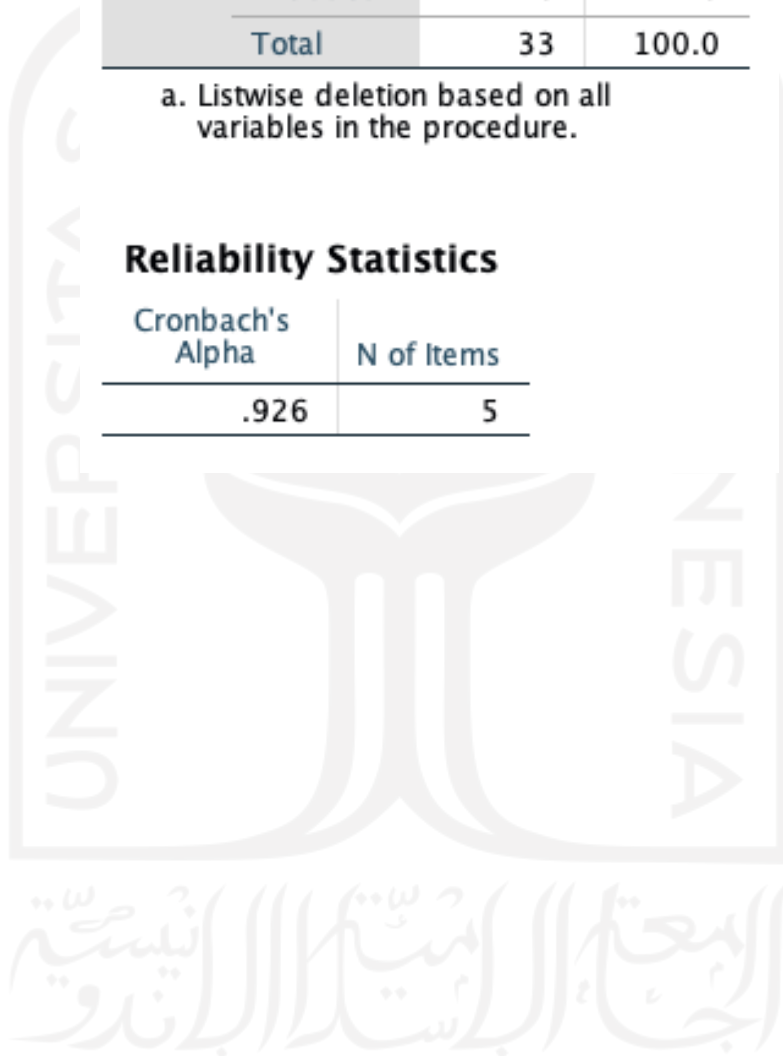 Total 33 100.0
a. Listwise deletion based on all
variables in the procedure.
Reliability Statistics
Cronbach's
Alpha
N of Items
.926 5
NESIA